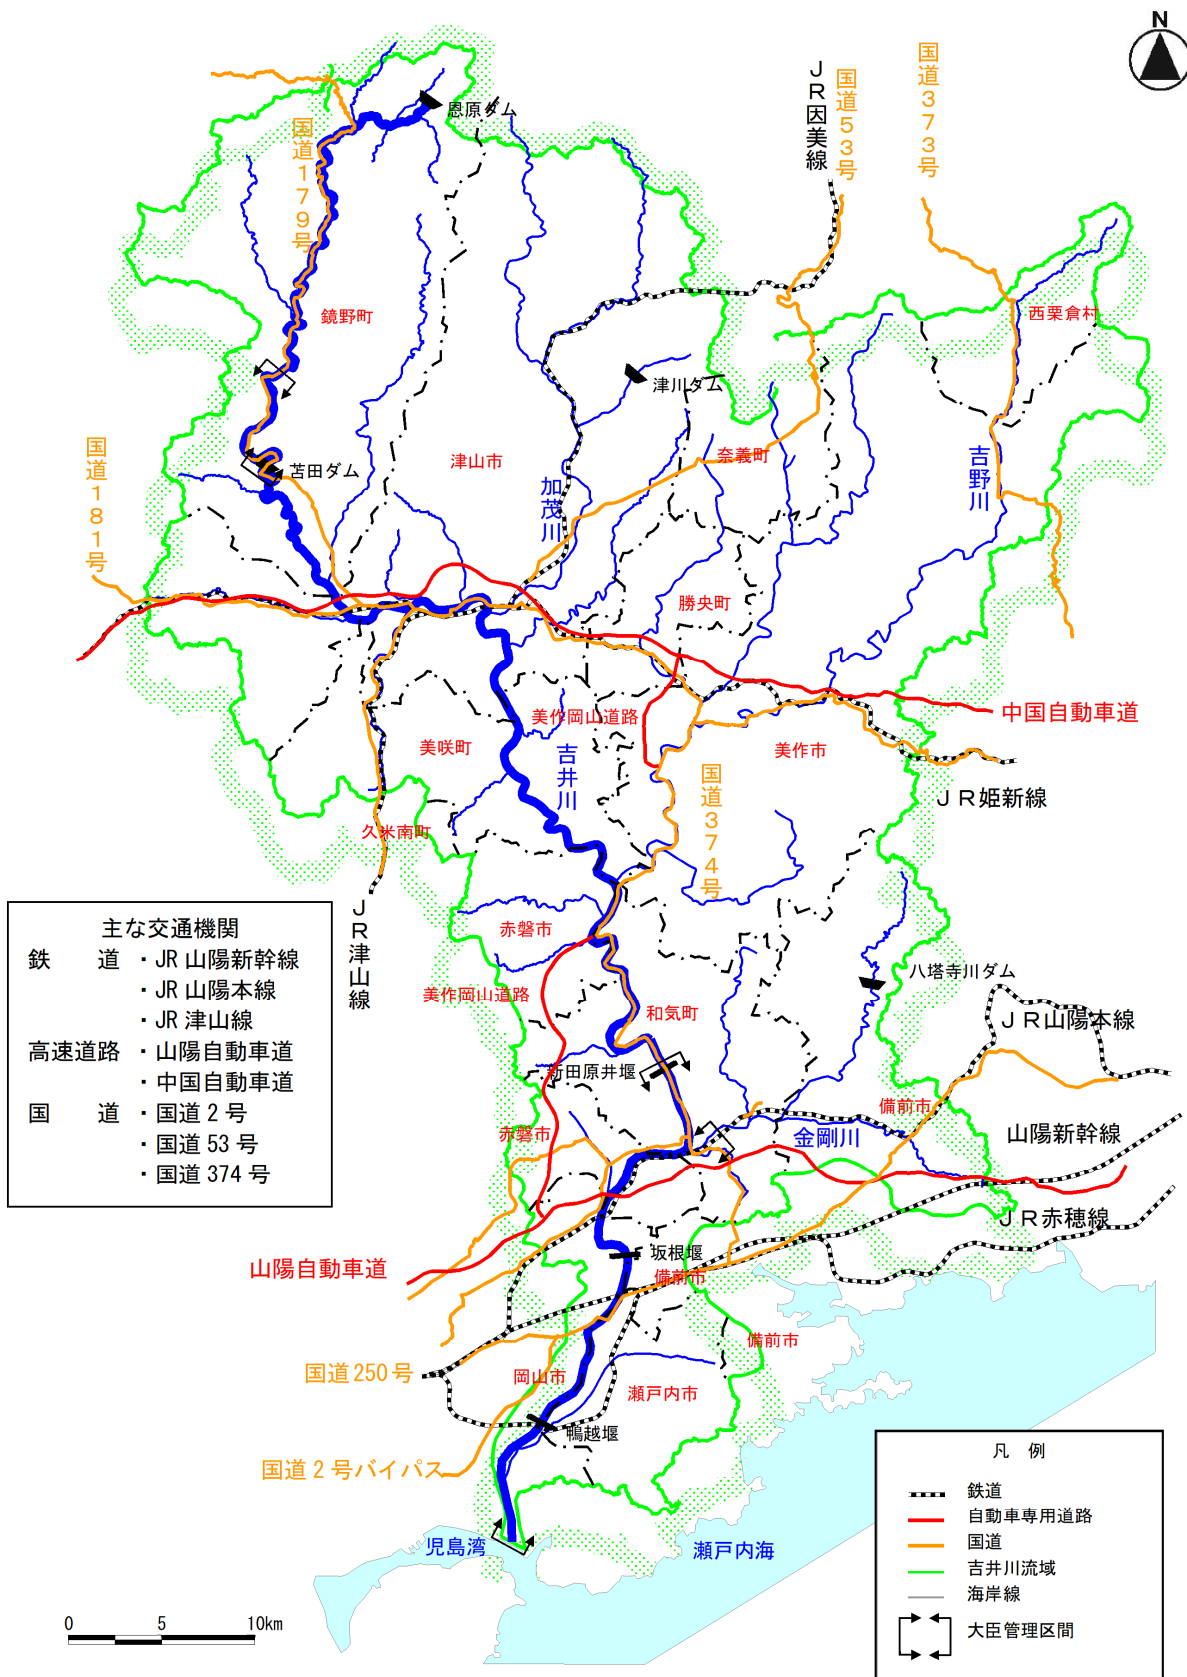 N
国道179号
恩原ダム
JR因美線
国道53号
国道373号
鏡野町
西粟倉村
津川ダム
国道181号
苫田ダム
津山市
加茂川
奈義町
吉野川
勝央町
美作岡山道路
中国自動車道
美咲町
吉井川
美作市
国道374号
JR姫新線
久米南町
JR津山線
赤磐市
八塔寺川ダム
美作岡山道路
和気町
JR山陽本線
新田原井堰
備前市
赤磐市
金剛川
山陽新幹線
JR赤穂線
坂根堰
山陽自動車道
備前市
備前市
国道250号
岡山市
瀬戸内市
鴨越堰
国道2号バイパス
児島湾
瀬戸内海
主な交通機関
鉄　道 ・JR 山陽新幹線
・JR 山陽本線
・JR 津山線
高速道路 ・山陽自動車道
・中国自動車道
国　道 ・国道 2 号
・国道 53 号
・国道 374 号
凡　例
鉄道
自動車専用道路
国道
吉井川流域
海岸線
大臣管理区間
0 5 10km